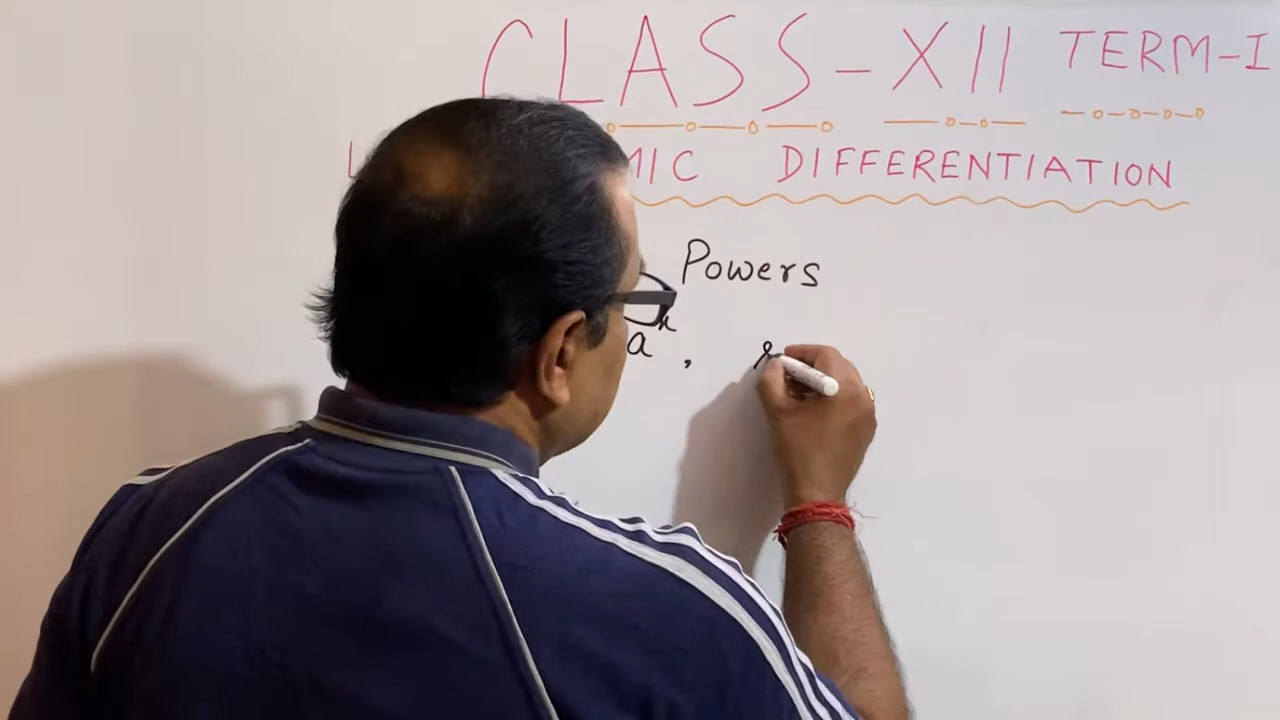 CLASS-XII TERM-I
MIC DIFFERENTIATION
Powers
a^x,